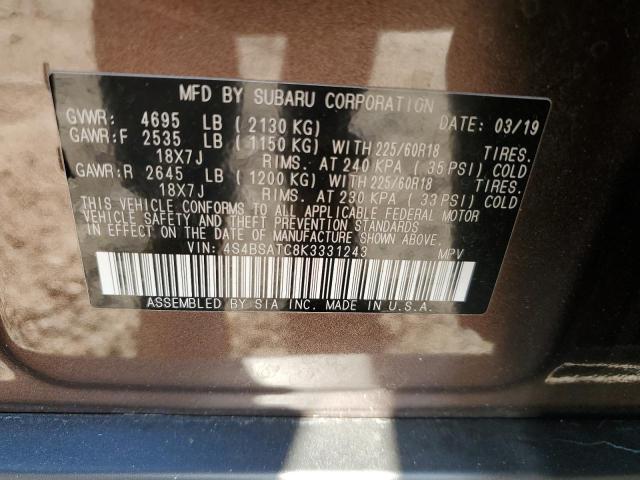 MFD BY SUBARU CORPORATION
GVWR: 4695 LB ( 2130 KG) DATE: 03/19
GAWR:F 2535 LB ( 1150 KG) WITH 225/60R18 TIRES.
18X7J RIMS. AT 240 KPA ( 35 PSI) COLD
GAWR:R 2645 LB ( 1200 KG) WITH 225/60R18 TIRES.
18X7J RIMS. AT 230 KPA ( 33 PSI) COLD
THIS VEHICLE CONFORMS TO ALL APPLICABLE FEDERAL MOTOR
VEHICLE SAFETY AND THEFT PREVENTION STANDARDS
IN EFFECT ON THE DATE OF MANUFACTURE SHOWN ABOVE.
VIN: 4S4BSATC8K3331243 MPV
ASSEMBLED BY SIA INC. MADE IN U.S.A.